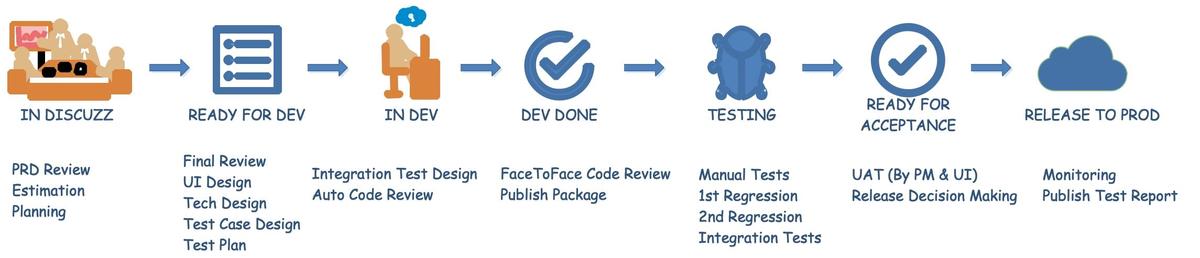 IN DISCUZZ
READY FOR DEV
IN DEV
DEV DONE
TESTING
READY FOR
ACCEPTANCE
RELEASE TO PROD
PRD Review
Estimation
Planning
Final Review
UI Design
Tech Design
Test Case Design
Test Plan
Integration Test Design
Auto Code Review
FaceToFace Code Review
Publish Package
Manual Tests
1st Regression
2nd Regression
Integration Tests
UAT (By PM & UI)
Release Decision Making
Monitoring
Publish Test Report